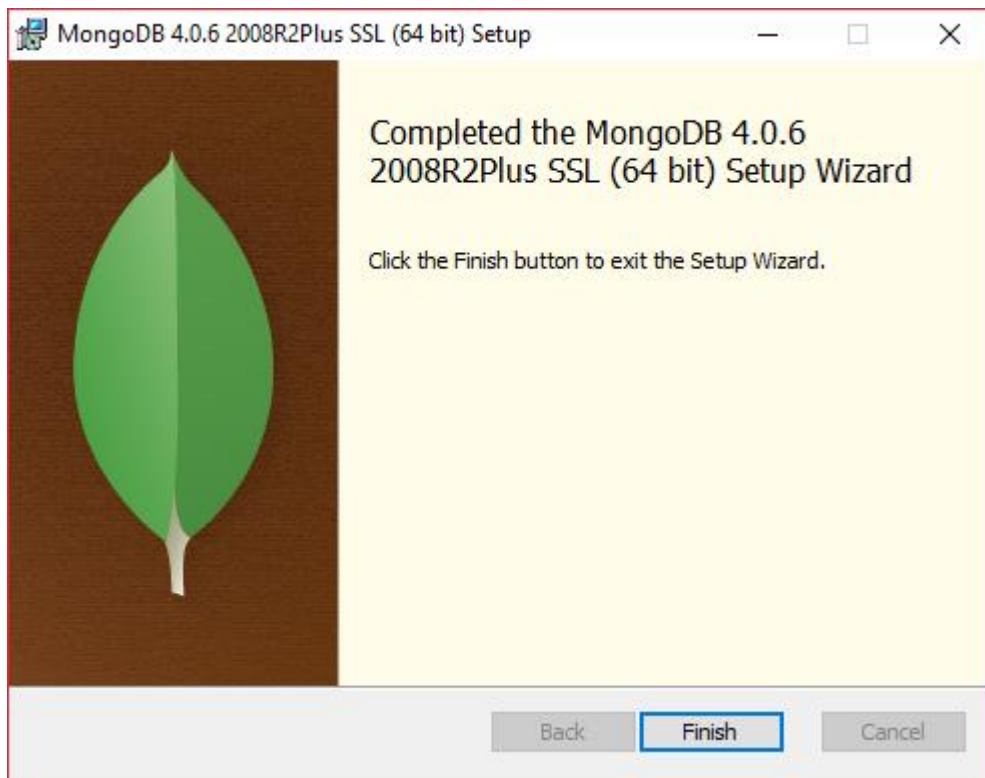 MongoDB 4.0.6 2008R2Plus SSL (64 bit) Setup
Completed the MongoDB 4.0.6
2008R2Plus SSL (64 bit) Setup Wizard
Click the Finish button to exit the Setup Wizard.
Back
Finish
Cancel